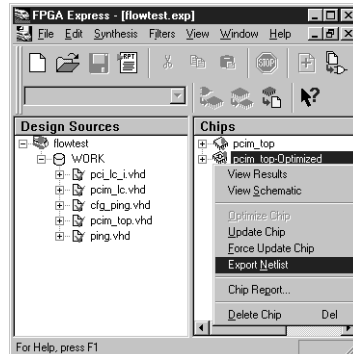 FPGA Express - [flowtest.exp]
File Edit Synthesis Filters View Window Help
Design Sources
flowtest
WORK
pci_lc_i.vhd
pcim_lc.vhd
cfg_ping.vhd
pcim_top.vhd
ping.vhd
Chips
pcim_top
pcim_top-Optimized
View Results
View Schematic
Optimize Chip
Update Chip
Force Update Chip
Export Netlist
Chip Report...
Delete Chip Del
For Help, press F1